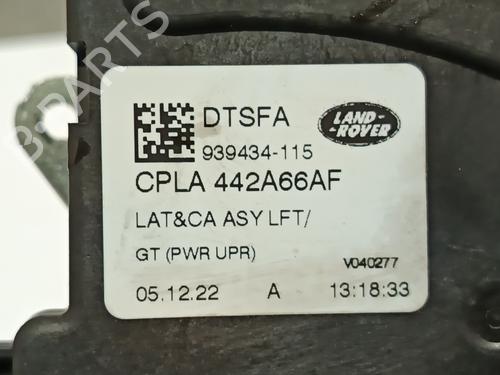 DTSFA
LAND-
ROVER
939434-115
CPLA 442A66AF
LAT&CA ASY LFT/
GT (PWR UPR)
V040277
05.12.22 A 13:18:33